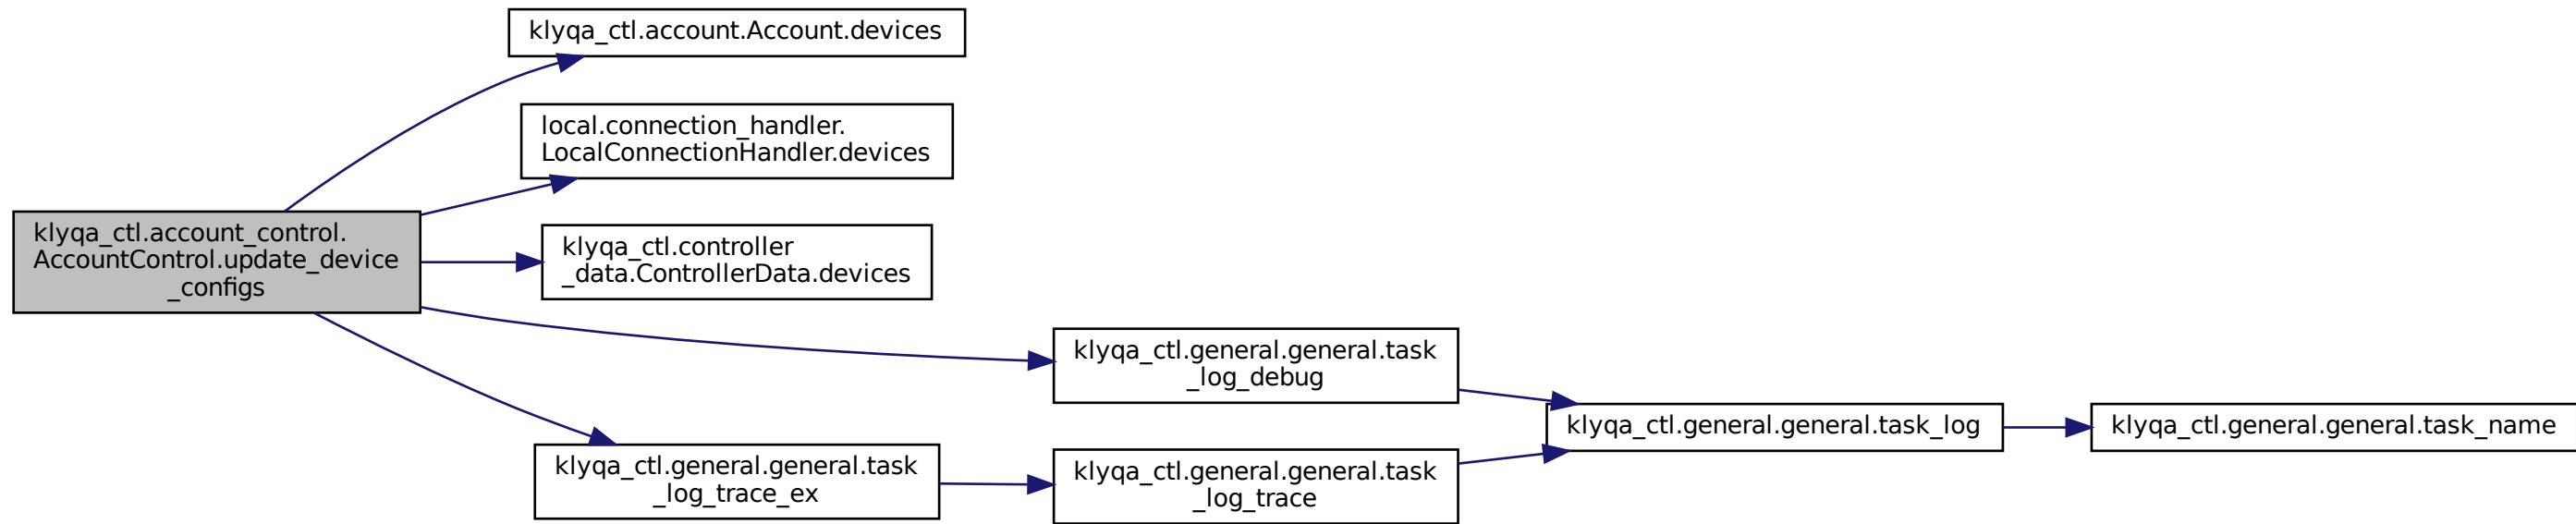 klyqa_ctl.account.Account.devices
local.connection_handler.
LocalConnectionHandler.devices
klyqa_ctl.account_control.
AccountControl.update_device
_configs
klyqa_ctl.controller
_data.ControllerData.devices
klyqa_ctl.general.general.task
_log_debug
klyqa_ctl.general.general.task_log
klyqa_ctl.general.general.task_name
klyqa_ctl.general.general.task
_log_trace_ex
klyqa_ctl.general.general.task
_log_trace